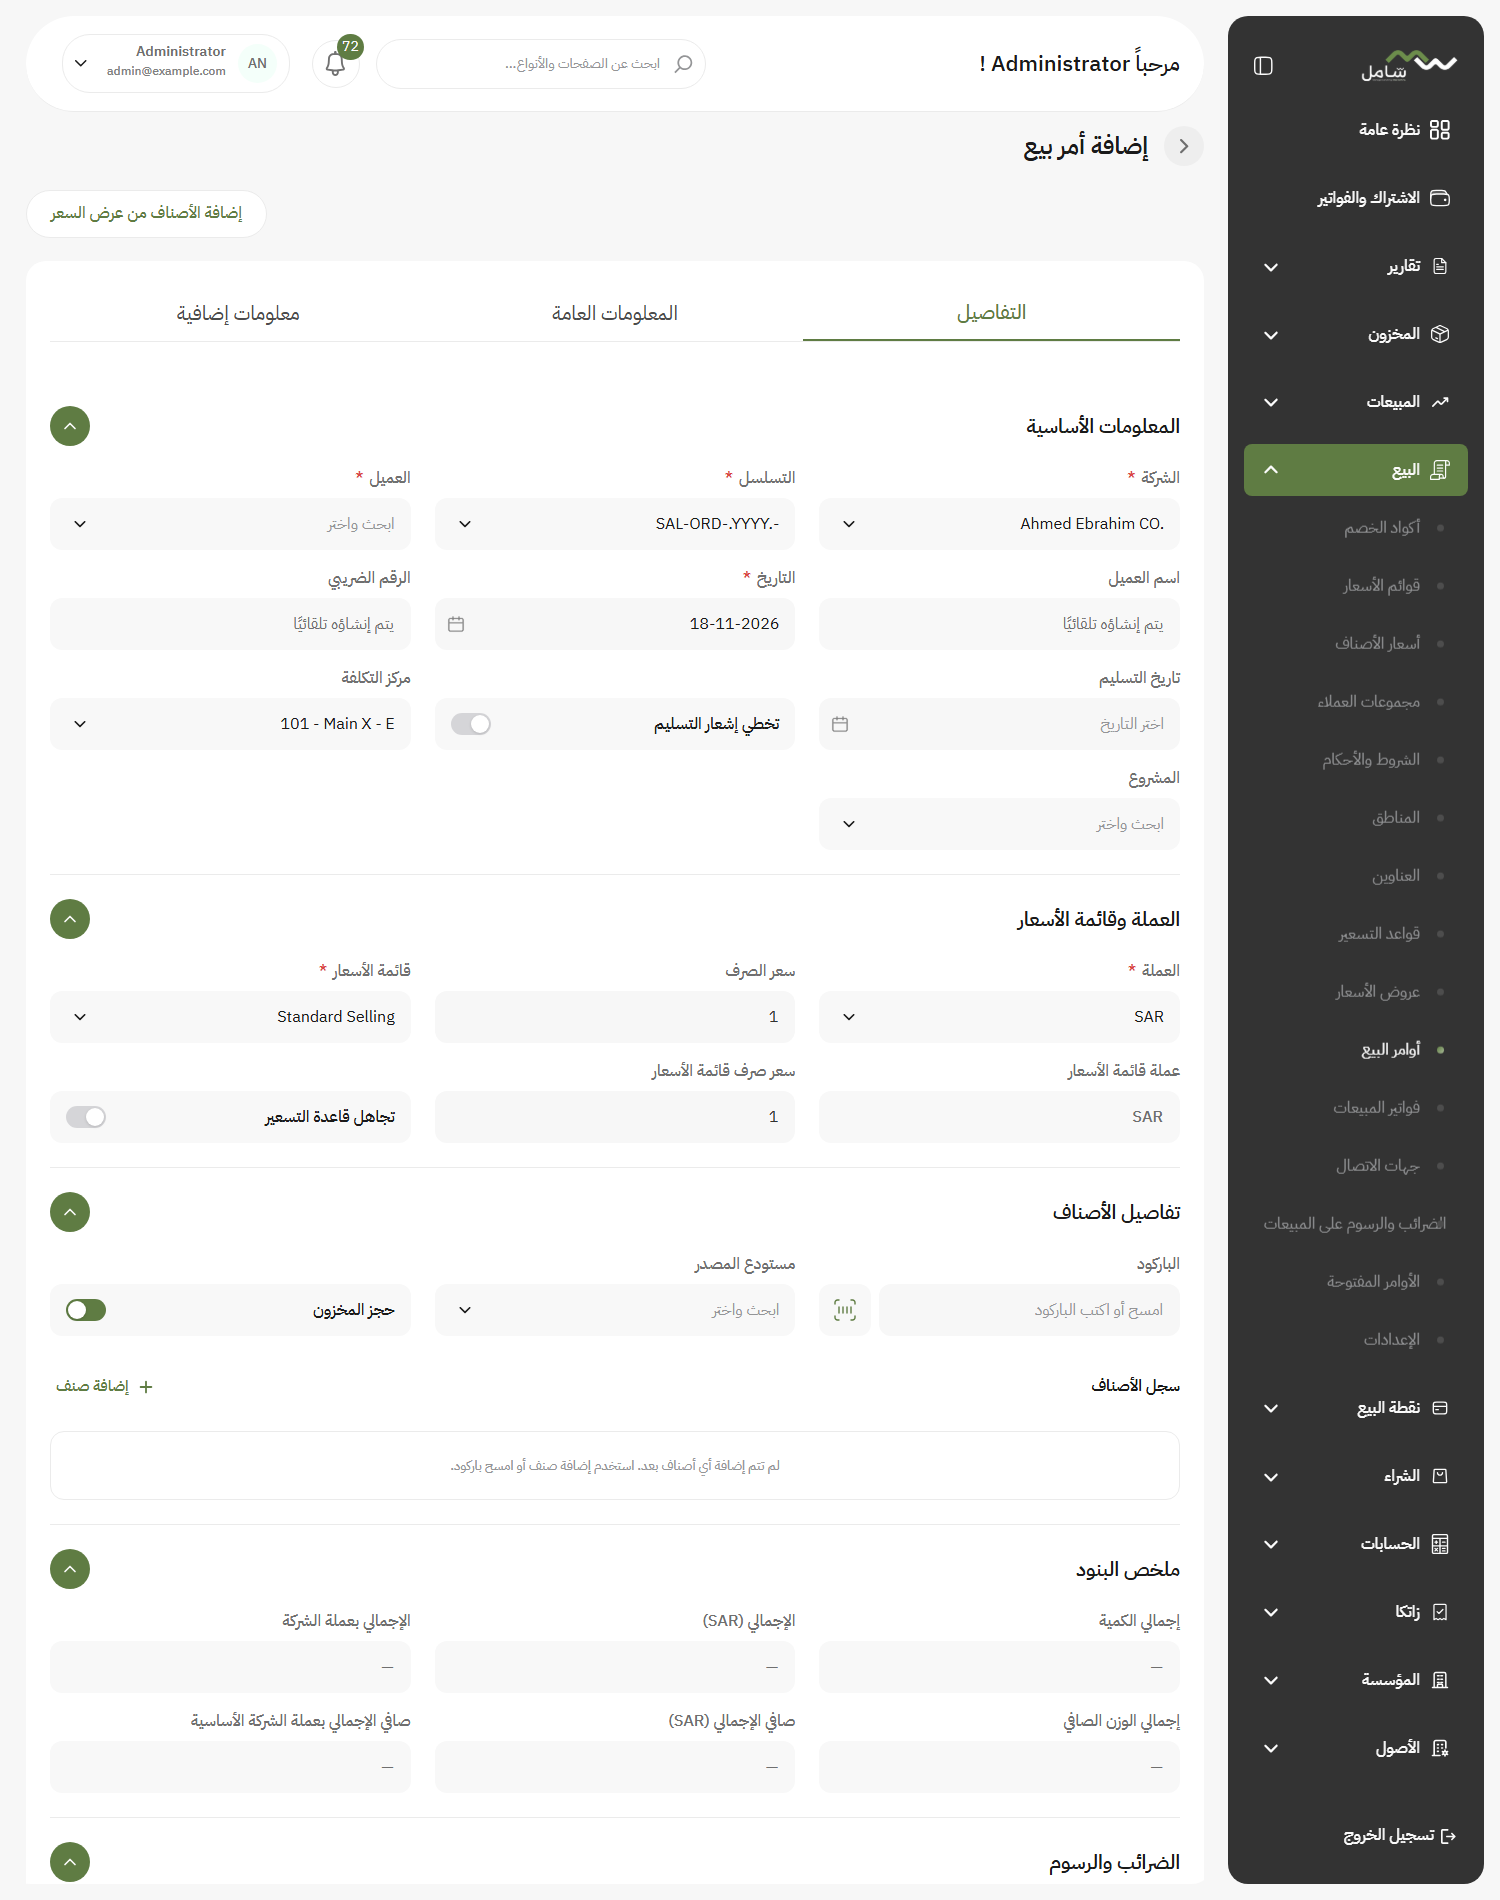 شامل
نظرة عامة
الاشتراك والفواتير
تقارير
المخزون
المبيعات
البيع
أكواد الخصم
قوائم الأسعار
أسعار الأصناف
مجموعات العملاء
الشروط والأحكام
المناطق
العناوين
قواعد التسعير
عروض الأسعار
أوامر البيع
فواتير المبيعات
جهات الاتصال
الضرائب والرسوم على المبيعات
الأوامر المفتوحة
الإعدادات
نقطة البيع
الشراء
الحسابات
زاتكا
المؤسسة
الأصول
تسجيل الخروج
مرحباً Administrator !
ابحث عن الصفحات والأنواع...
72
AN
Administrator
admin@example.com
إضافة أمر بيع
إضافة الأصناف من عرض السعر
التفاصيل
المعلومات العامة
معلومات إضافية
المعلومات الأساسية
الشركة *
التسلسل *
العميل *
Ahmed Ebrahim CO.
SAL-ORD-.YYYY.-
ابحث واختر
اسم العميل
التاريخ *
الرقم الضريبي
يتم إنشاؤه تلقائيًا
18-11-2026
يتم إنشاؤه تلقائيًا
تاريخ التسليم
مركز التكلفة
اختر التاريخ
تخطي إشعار التسليم
101 - Main X - E
المشروع
ابحث واختر
العملة وقائمة الأسعار
العملة *
سعر الصرف
قائمة الأسعار *
SAR
1
Standard Selling
عملة قائمة الأسعار
سعر صرف قائمة الأسعار
SAR
1
تجاهل قاعدة التسعير
تفاصيل الأصناف
الباركود
مستودع المصدر
امسح أو اكتب الباركود
ابحث واختر
حجز المخزون
سجل الأصناف
إضافة صنف
لم تتم إضافة أي أصناف بعد. استخدم إضافة صنف أو امسح باركود.
ملخص البنود
إجمالي الكمية
الإجمالي (SAR)
الإجمالي بعملة الشركة
—
—
—
إجمالي الوزن الصافي
صافي الإجمالي (SAR)
صافي الإجمالي بعملة الشركة الأساسية
—
—
—
الضرائب والرسوم